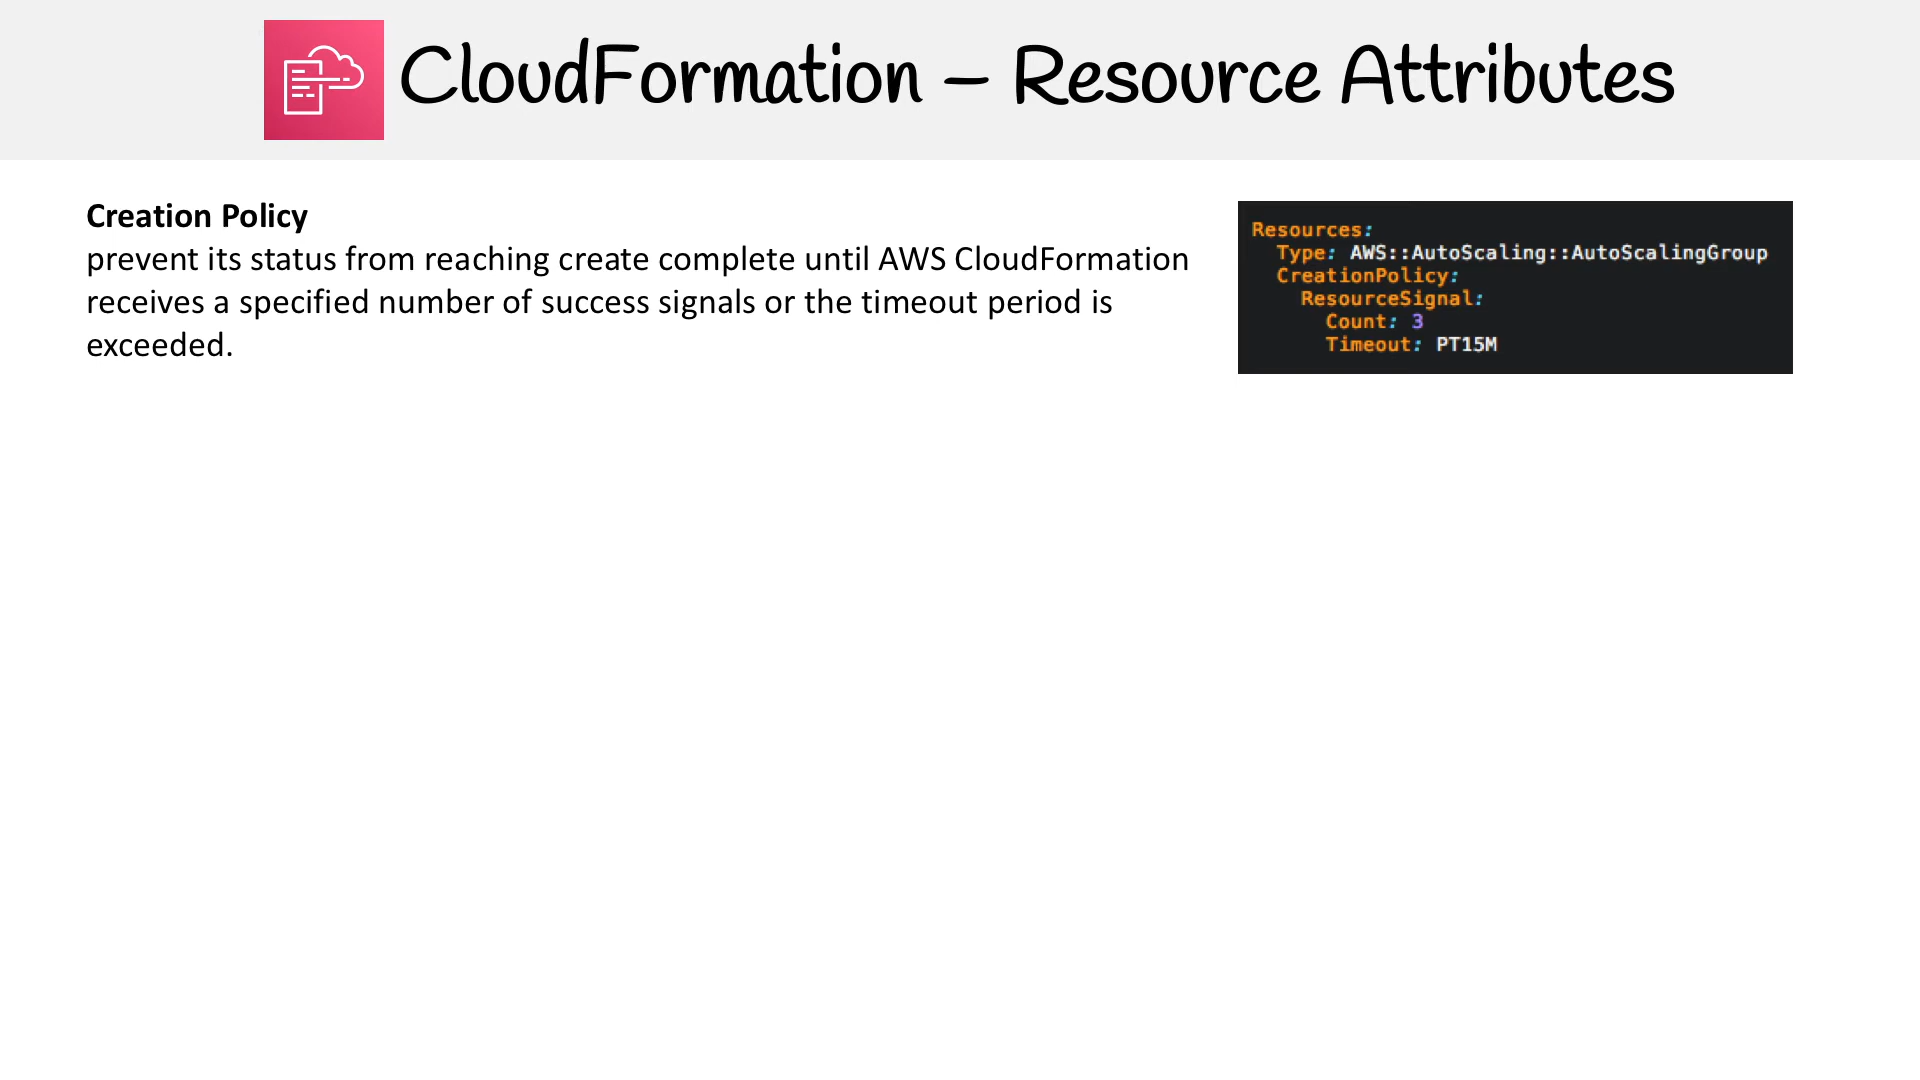 CloudFormation – Resource Attributes
Creation Policy
prevent its status from reaching create complete until AWS CloudFormation
receives a specified number of success signals or the timeout period is
exceeded.
Resources:
  Type: AWS::AutoScaling::AutoScalingGroup
  CreationPolicy:
    ResourceSignal:
      Count: 3
      Timeout: PT15M